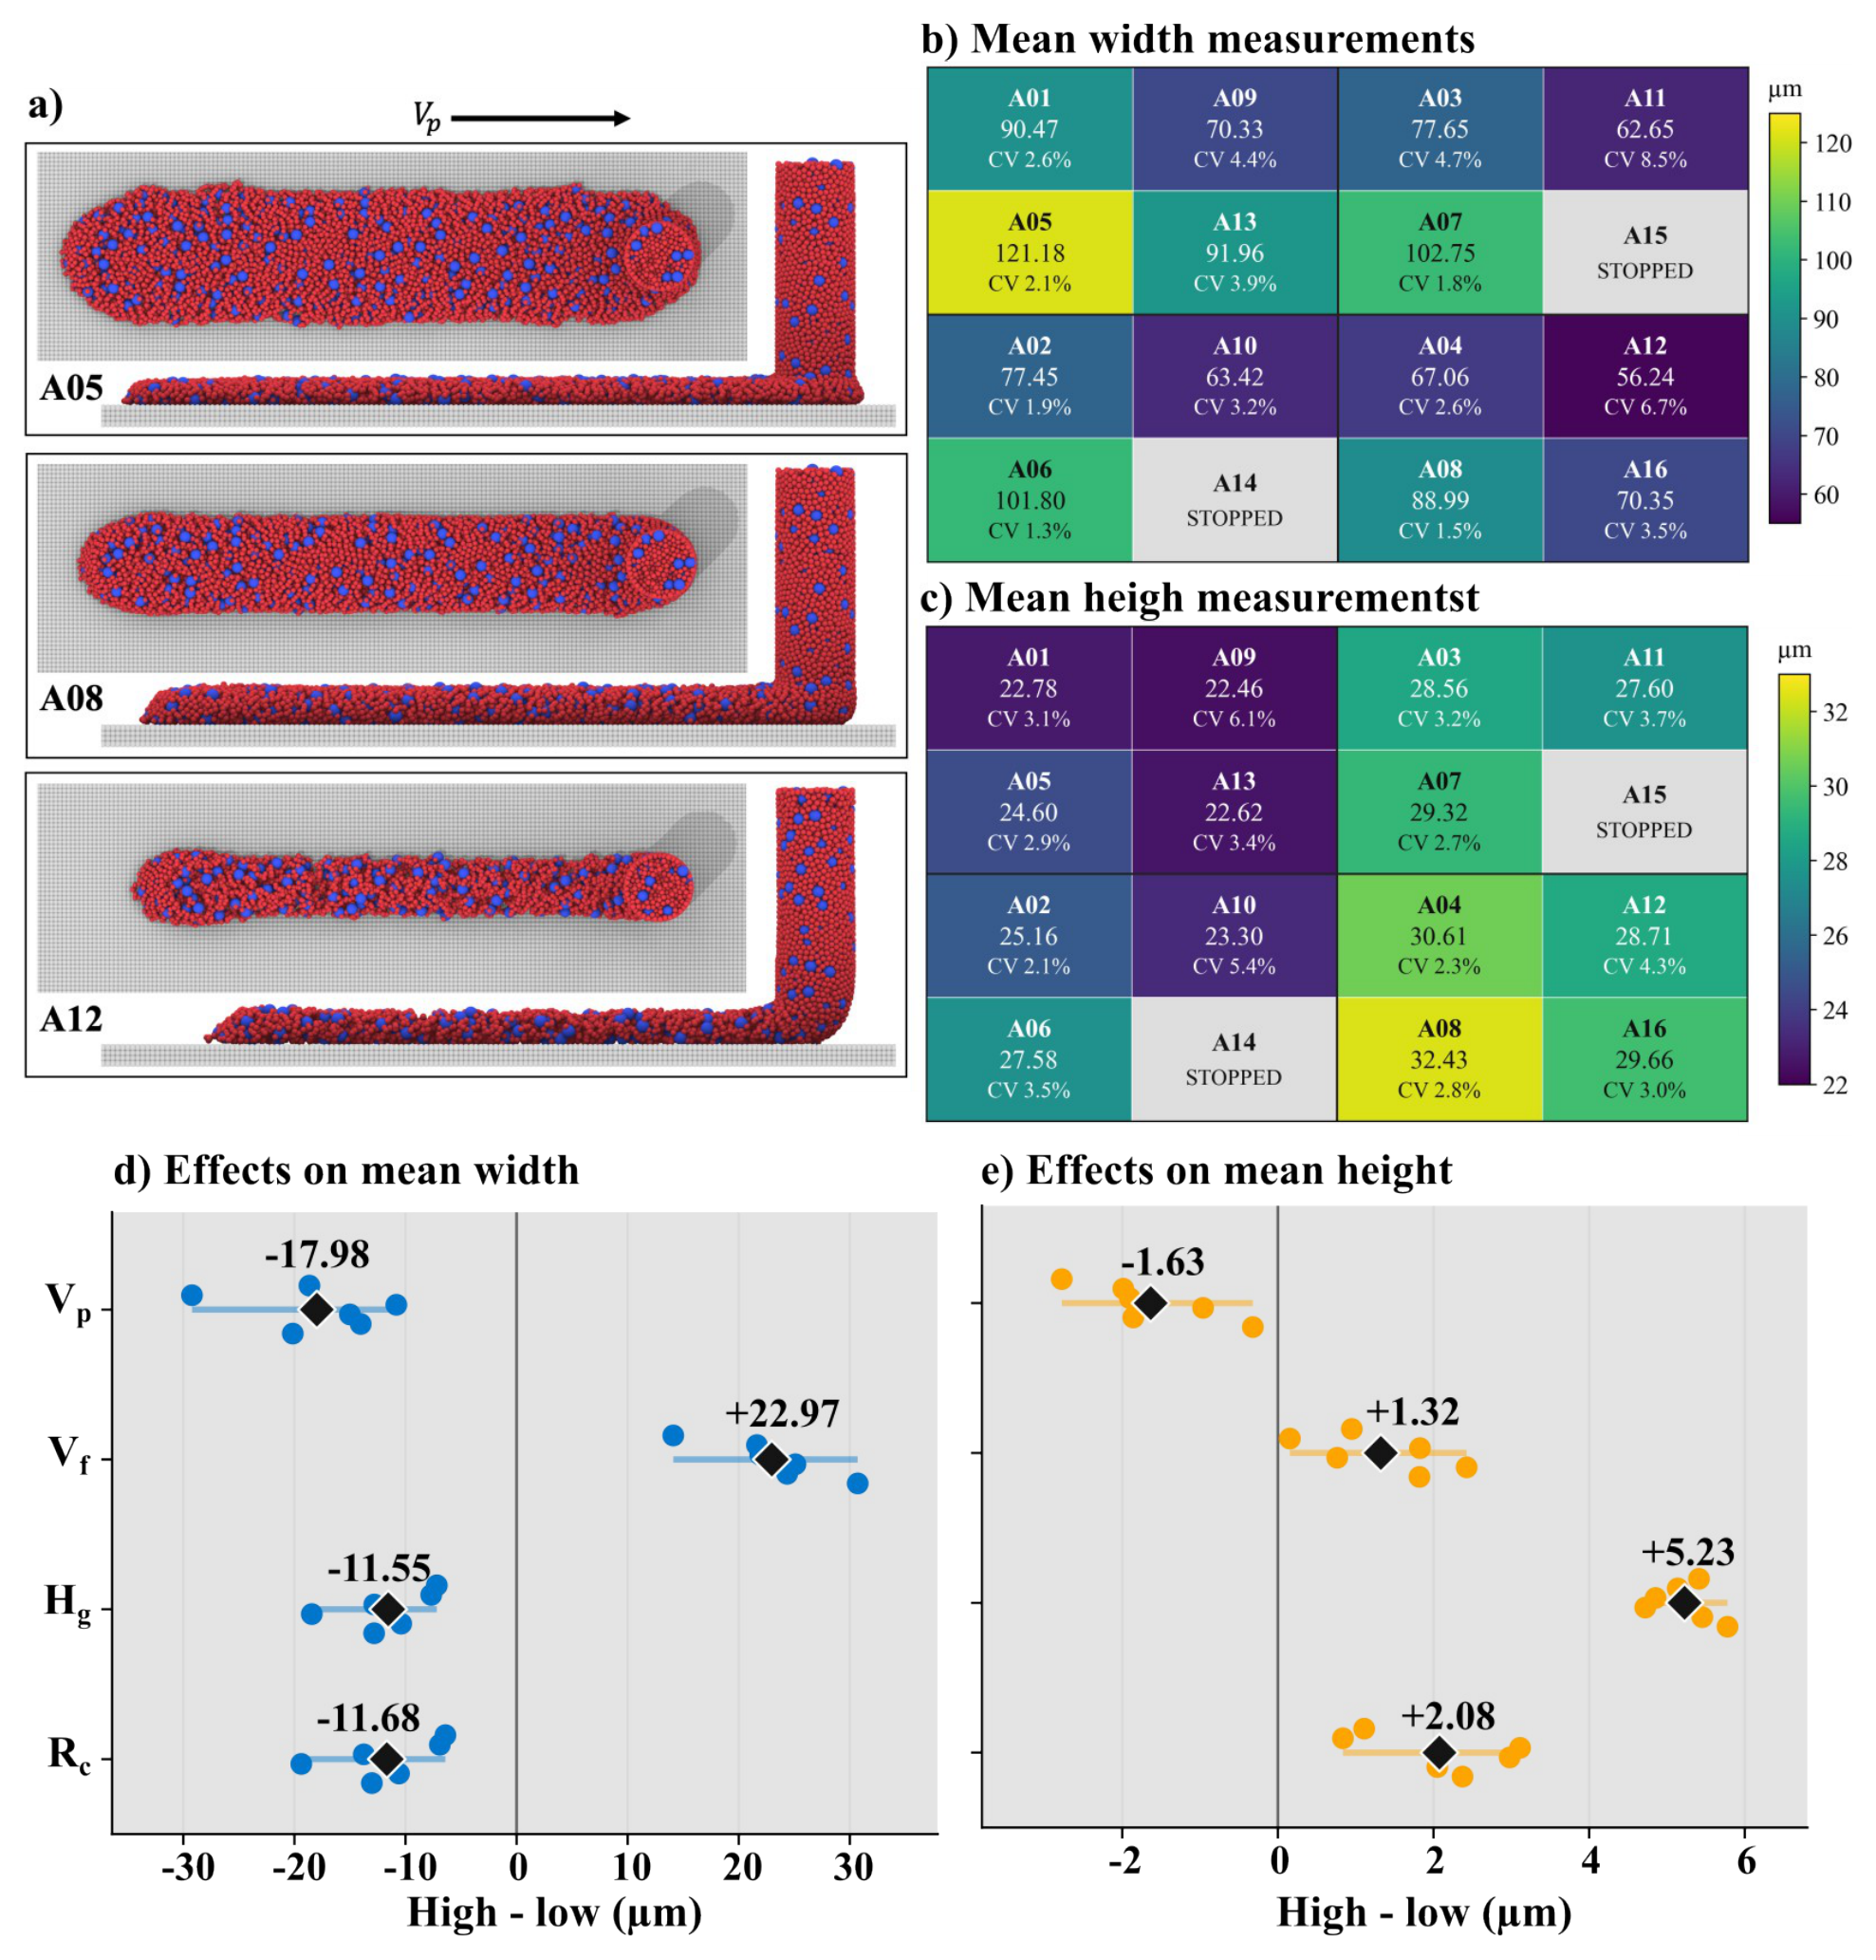 a)
Vp
A05
A08
A12
b) Mean width measurements
A01 A09 A03 A11
90.47 70.33 77.65 62.65
CV 2.6% CV 4.4% CV 4.7% CV 8.5%
A05 A13 A07 A15
121.18 91.96 102.75 STOPPED
CV 2.1% CV 3.9% CV 1.8%
A02 A10 A04 A12
77.45 63.42 67.06 56.24
CV 1.9% CV 3.2% CV 2.6% CV 6.7%
A06 A14 A08 A16
101.80 STOPPED 88.99 70.35
CV 1.3% CV 1.5% CV 3.5%
µm
120
110
100
90
80
70
60
c) Mean heigh measurementst
A01 A09 A03 A11
22.78 22.46 28.56 27.60
CV 3.1% CV 6.1% CV 3.2% CV 3.7%
A05 A13 A07 A15
24.60 22.62 29.32 STOPPED
CV 2.9% CV 3.4% CV 2.7%
A02 A10 A04 A12
25.16 23.30 30.61 28.71
CV 2.1% CV 5.4% CV 2.3% CV 4.3%
A06 A14 A08 A16
27.58 STOPPED 32.43 29.66
CV 3.5% CV 2.8% CV 3.0%
µm
32
30
28
26
24
22
d) Effects on mean width
-17.98
Vp
+22.97
Vf
-11.55
Hg
-11.68
Rc
-30 -20 -10 0 10 20 30
High - low (µm)
e) Effects on mean height
-1.63
+1.32
+5.23
+2.08
-2 0 2 4 6
High - low (µm)